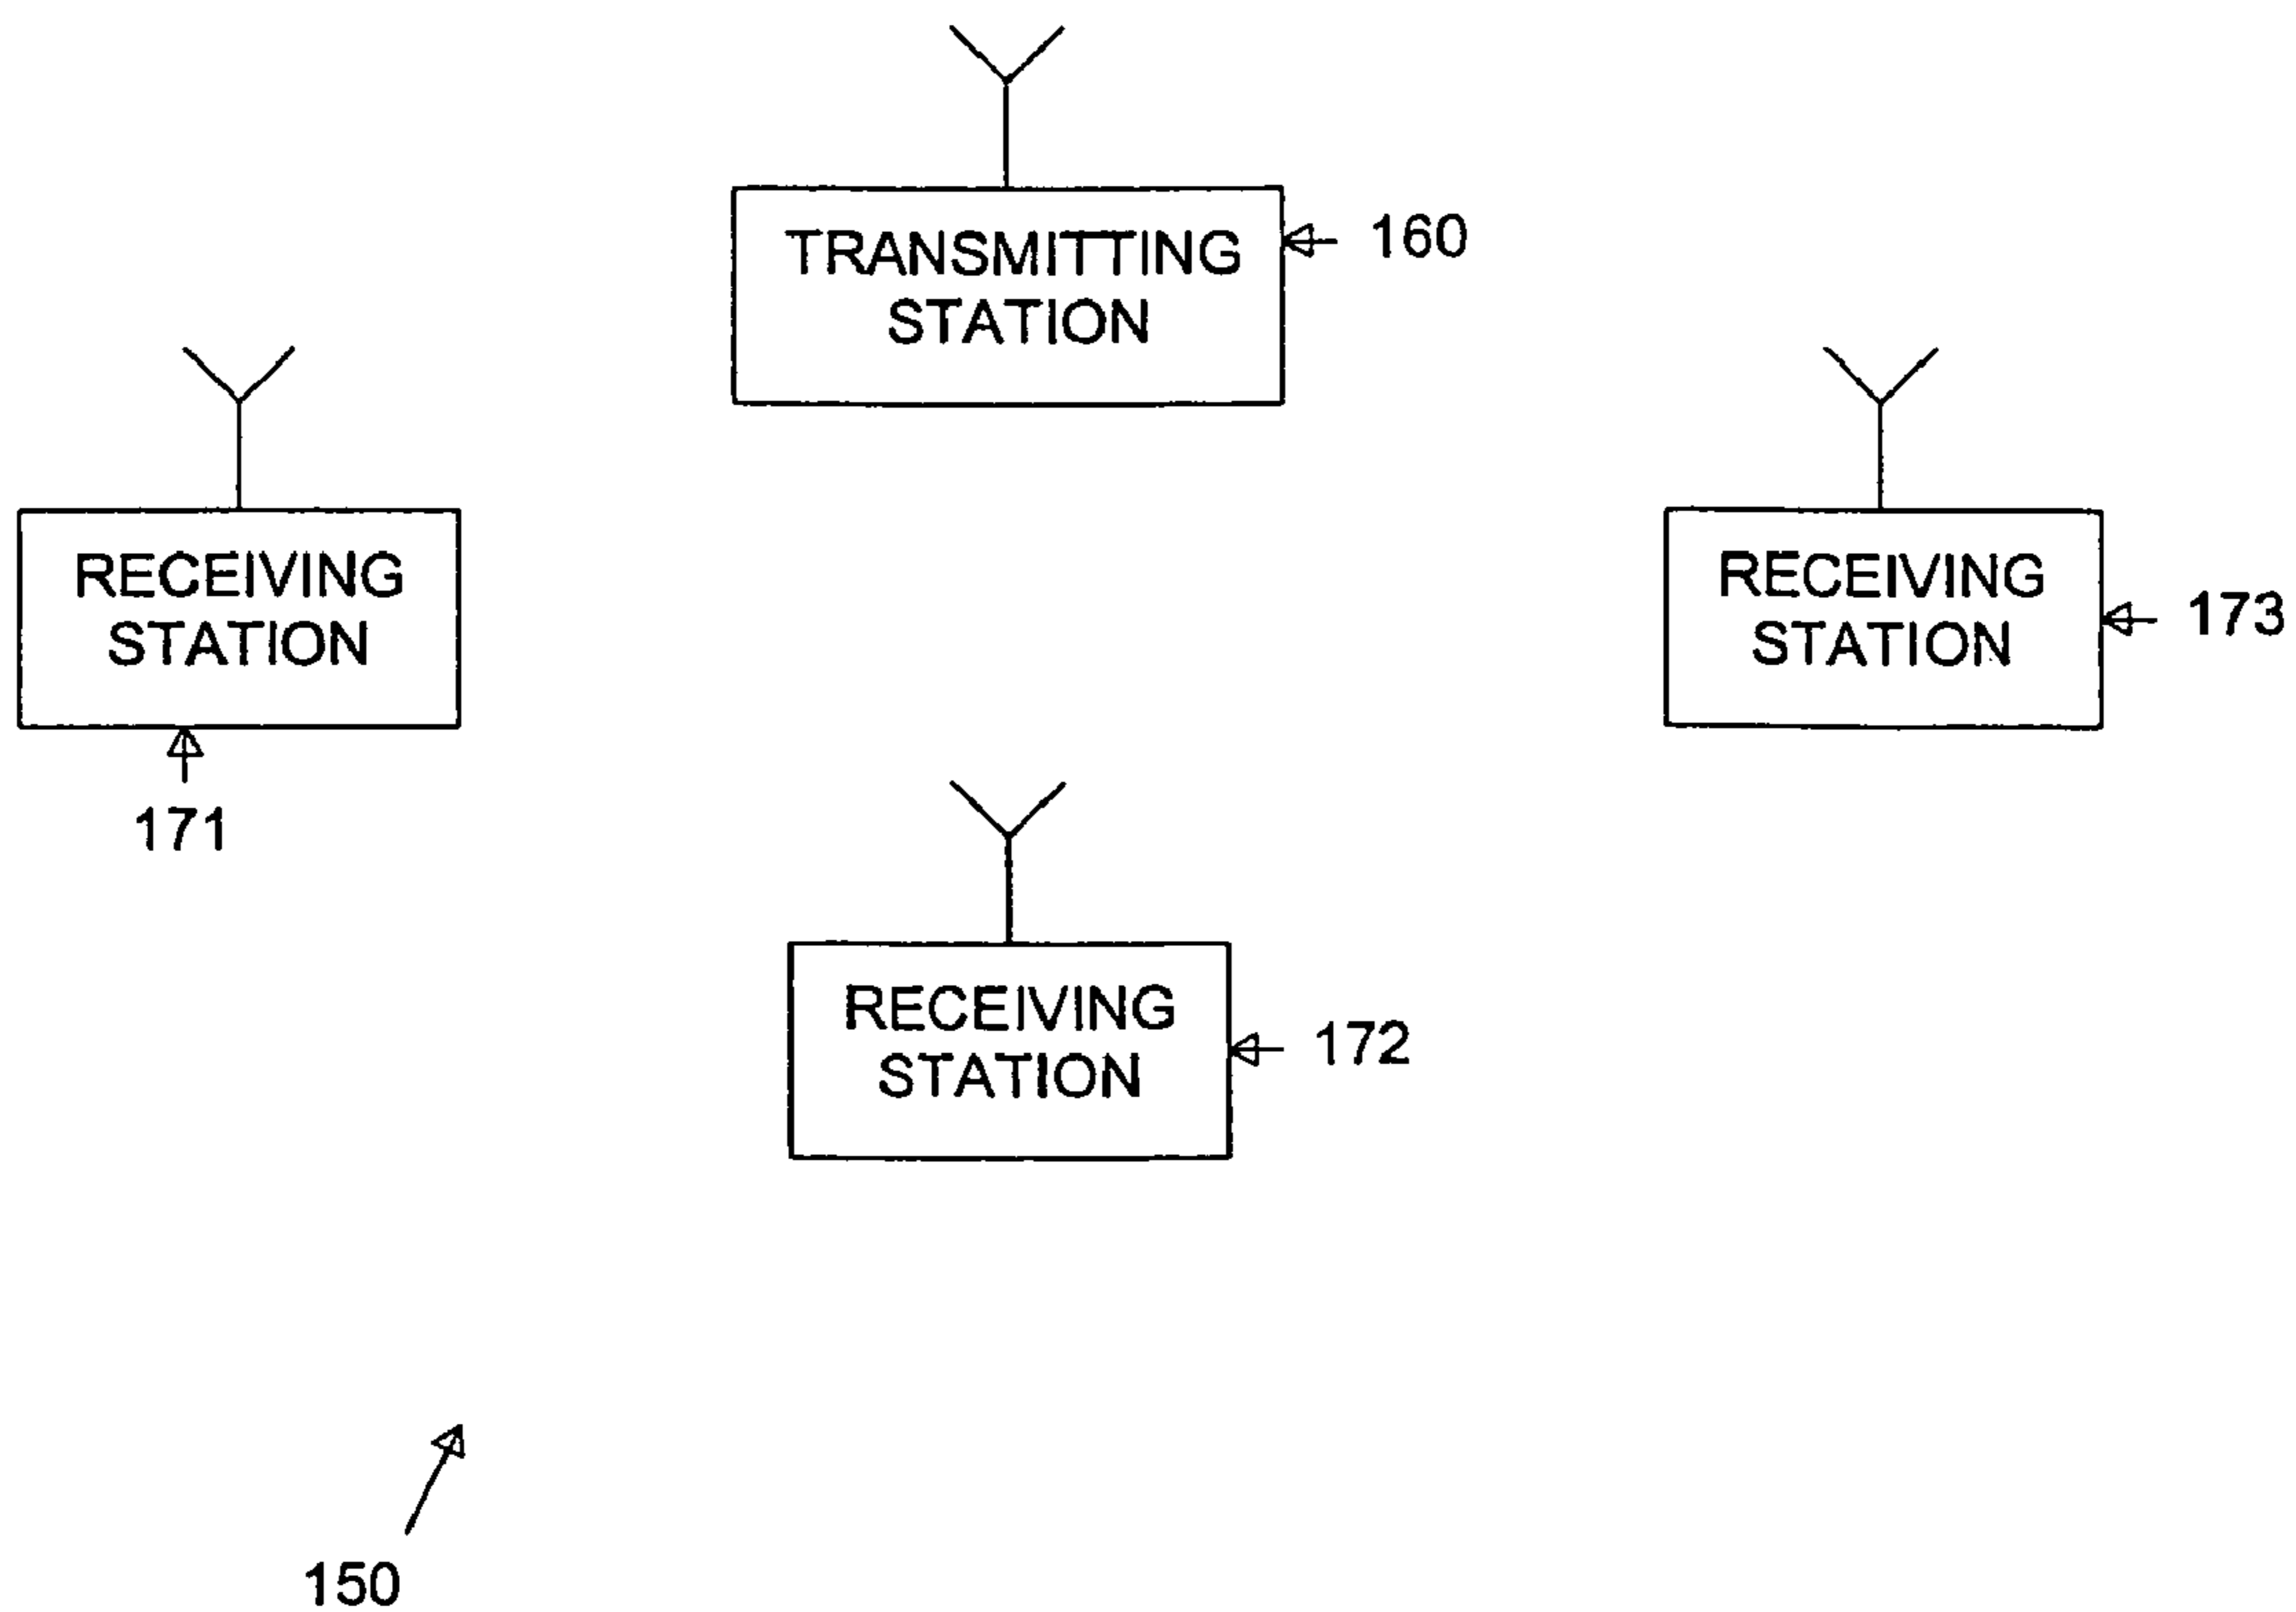 TRANSMITTING
STATION
160
RECEIVING
STATION
171
RECEIVING
STATION
173
RECEIVING
STATION
172
150